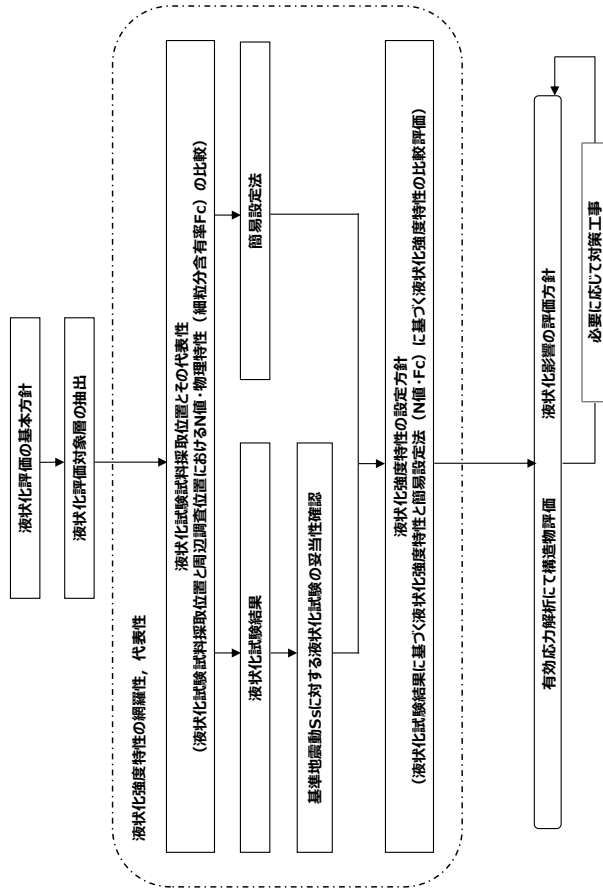 液状化評価の基本方針
液状化評価対象層の抽出
液状化強度特性の網羅性，代表性
液状化試験試料採取位置とその代表性
（液状化試験試料採取位置と周辺調査位置におけるN値・物理特性（細粒分含有率Fc）の比較）
液状化試験結果
簡易設定法
基準地震動Ssに対する液状化試験の妥当性確認
液状化強度特性の設定方針
（液状化試験結果に基づく液状化強度特性と簡易設定法（N値・Fc）に基づく液状化強度特性の比較評価）
液状化影響の評価方針
有効応力解析にて構造物評価
必要に応じて対策工事